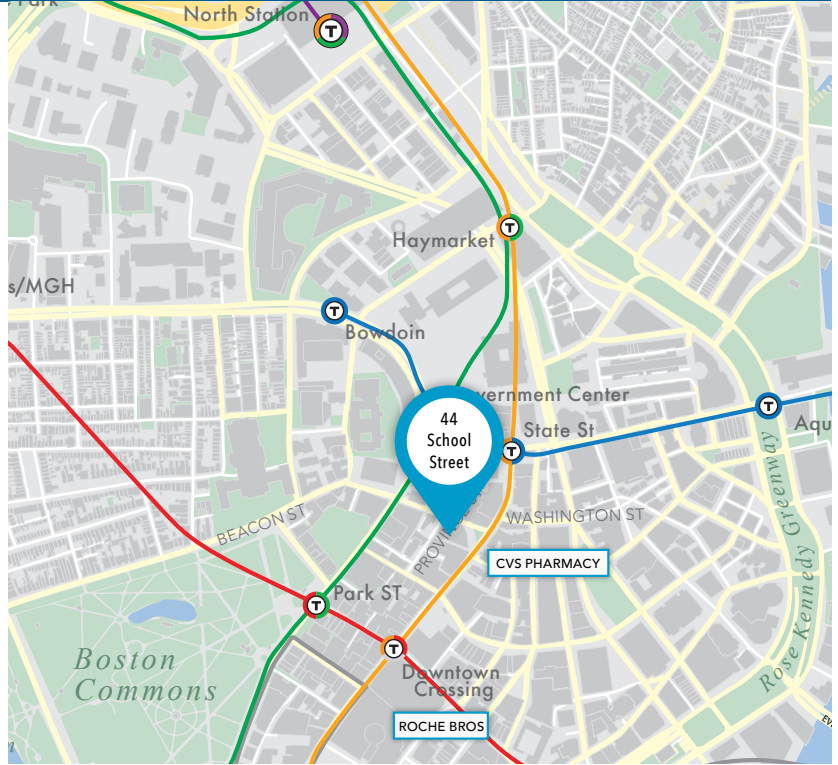 Park
North Station
T
T
Haymarket
s/MGH
T
Bowdoin
44
School
Street
vernment Center
T
State St
T
Aqu
BEACON ST
PROVINCE
WASHINGTON ST
CVS PHARMACY
T
Park ST
T
Downtown
Crossing
Boston
Commons
ROCHE BROS
Rose Kennedy Greenway